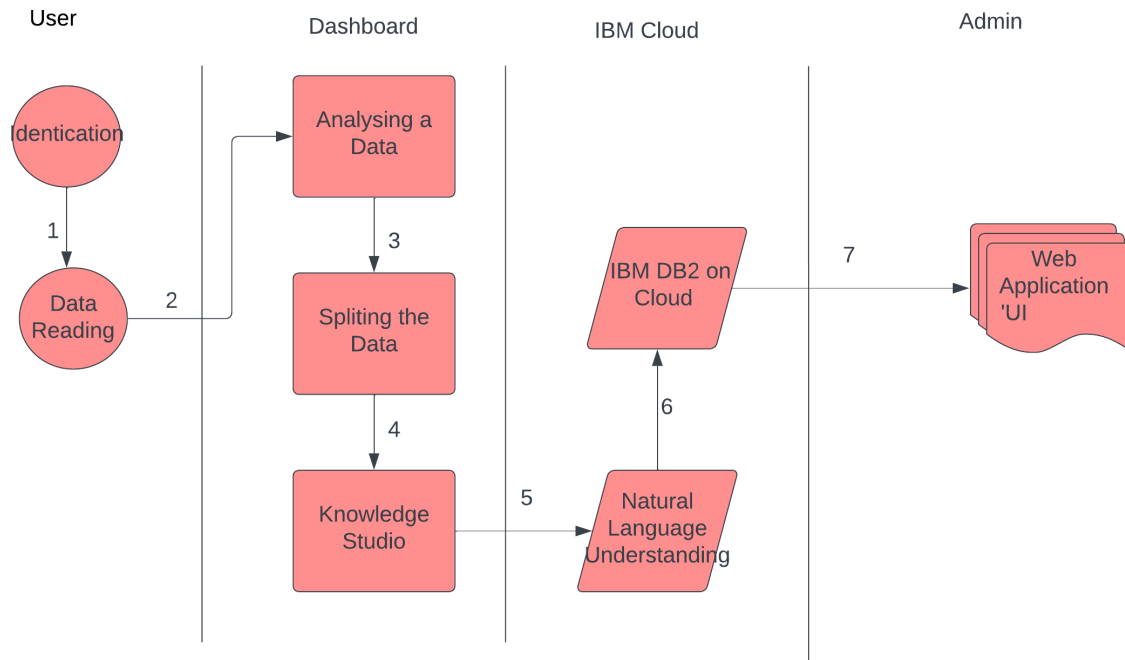 User
Dashboard
IBM Cloud
Admin
Identication
1
Data
Reading
2
Analysing a
Data
3
Spliting the
Data
4
Knowledge
Studio
5
Natural
Language
Understanding
6
IBM DB2 on
Cloud
7
Web
Application
'UI